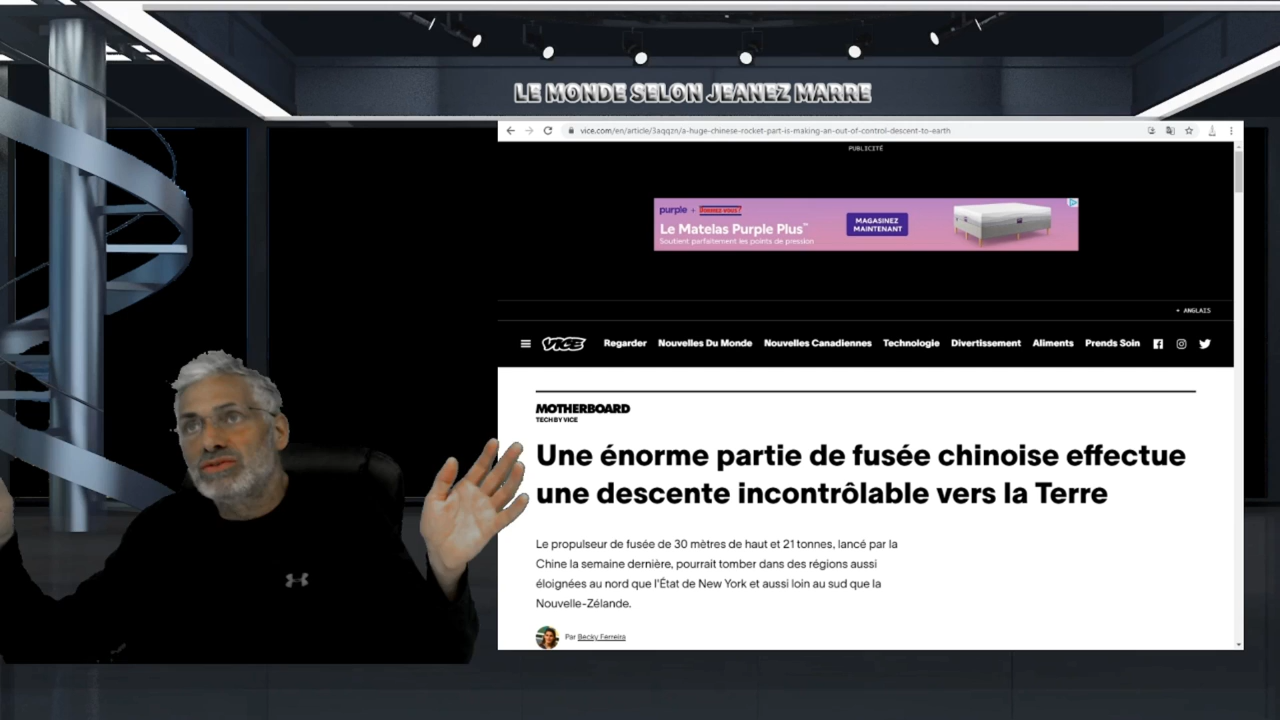 LE MONDE SELON JEANEZ MARRE
vice.com/en/article/3aqqzn/a-huge-chinese-rocket-part-is-making-an-out-of-control-descent-to-earth
PUBLICITÉ
purple + Dormez-vous?
Le Matelas Purple Plus™
Soutient parfaitement les points de pression
MAGASINEZ
MAINTENANT
+ ANGLAIS
VICE Regarder Nouvelles Du Monde Nouvelles Canadiennes Technologie Divertissement Aliments Prends Soin
MOTHERBOARD
TECH BY VICE
Une énorme partie de fusée chinoise effectue
une descente incontrôlable vers la Terre
Le propulseur de fusée de 30 mètres de haut et 21 tonnes, lancé par la
Chine la semaine dernière, pourrait tomber dans des régions aussi
éloignées au nord que l'État de New York et aussi loin au sud que la
Nouvelle-Zélande.
Par Becky Ferreira